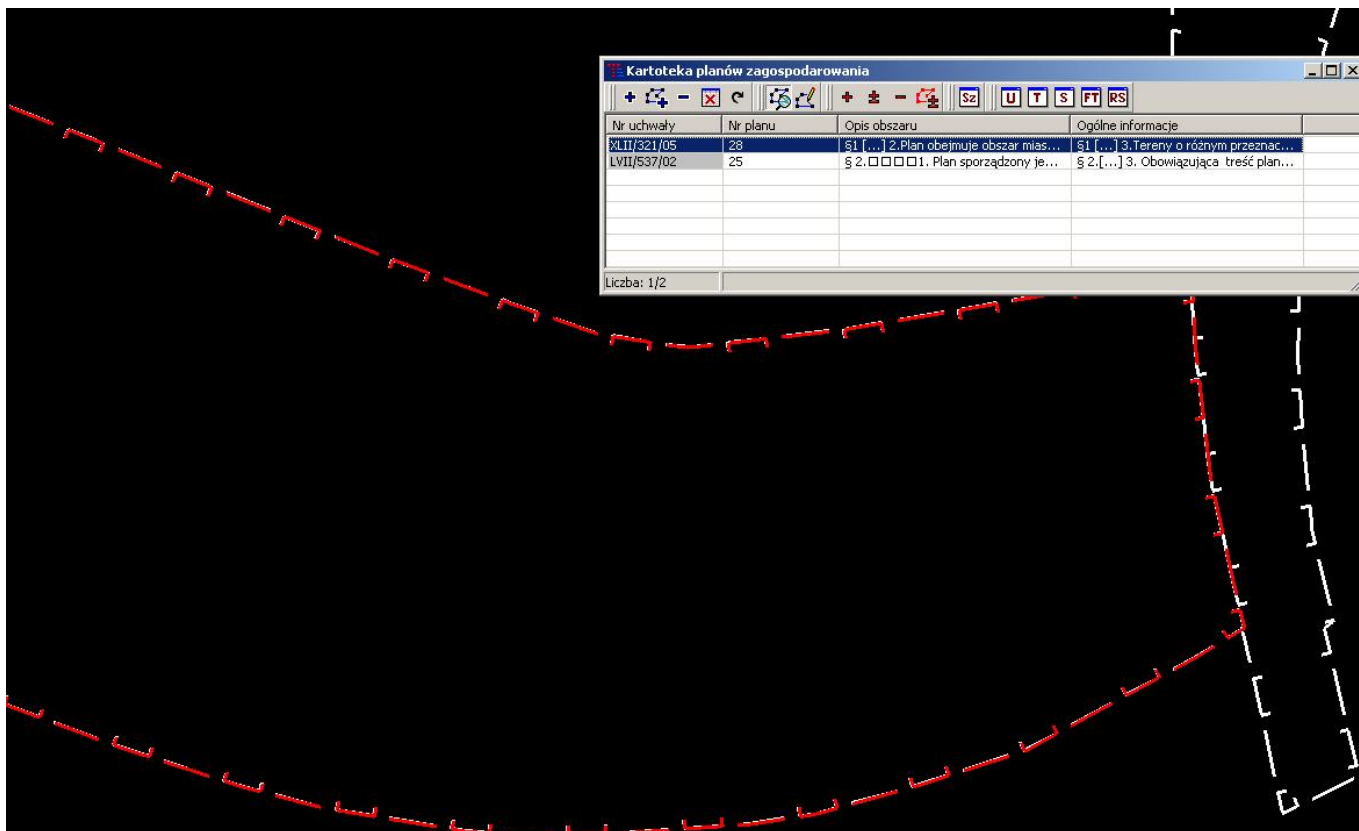 Kartoteka planów zagospodarowania
Sz U T S FT RS
Nr uchwały Nr planu Opis obszaru Ogólne informacje
XLII/321/05 28 §1 [...] 2.Plan obejmuje obszar mias... §1 [...] 3.Tereny o różnym przeznac...
LVII/537/02 25 § 2.□□□□1. Plan sporządzony je... § 2.[...] 3. Obowiązująca treść plan...
Liczba: 1/2